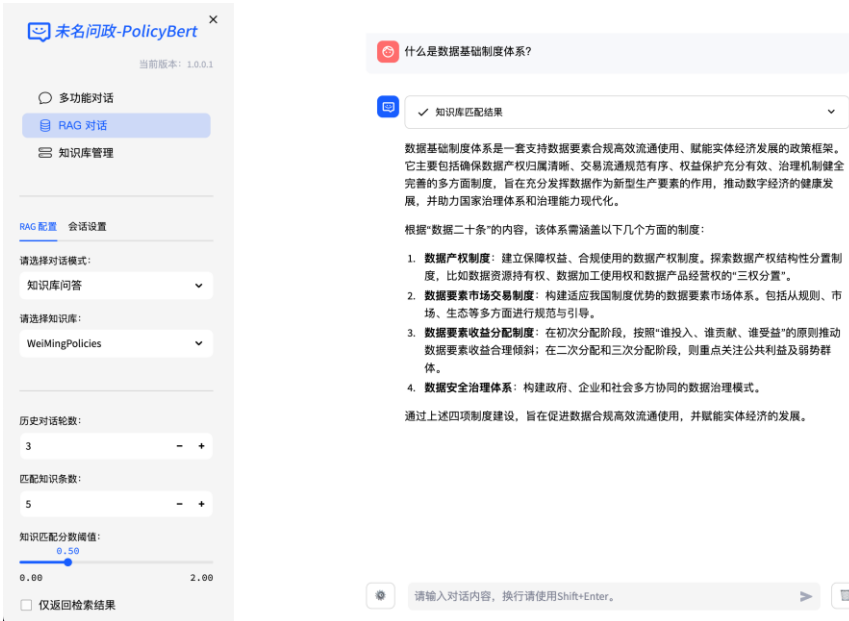 未名问政-PolicyBert
当前版本：1.0.0.1
多功能对话
RAG 对话
知识库管理
RAG 配置 会话设置
请选择对话模式：
知识库问答
请选择知识库：
WeiMingPolicies
历史对话轮数：
3
匹配知识条数：
5
知识匹配分数阈值：
0.50
0.00 2.00
仅返回检索结果
什么是数据基础制度体系?
知识库匹配结果
数据基础制度体系是一套支持数据要素合规高效流通使用、赋能实体经济发展的政策框架。
它主要包括确保数据产权归属清晰、交易流通规范有序、权益保护充分有效、治理机制健全
完善的多方面制度，旨在充分发挥数据作为新型生产要素的作用，推动数字经济的健康发
展，并助力国家治理体系和治理能力现代化。
根据“数据二十条”的内容，该体系需涵盖以下几个方面的制度：
1. 数据产权制度：建立保障权益、合规使用的数据产权制度。探索数据产权结构性分置制
度，比如数据资源持有权、数据加工使用权和数据产品经营权的“三权分置”。
2. 数据要素市场交易制度：构建适应我国制度优势的数据要素市场体系。包括从规则、市
场、生态等多方面进行规范与引导。
3. 数据要素收益分配制度：在初次分配阶段，按照“谁投入、谁贡献、谁受益”的原则推动
数据要素收益合理倾斜；在二次分配和三次分配阶段，则重点关注公共利益及弱势群
体。
4. 数据安全治理体系：构建政府、企业和社会多方协同的数据治理模式。
通过上述四项制度建设，旨在促进数据合规高效流通使用，并赋能实体经济的发展。
请输入对话内容，换行请使用Shift+Enter。